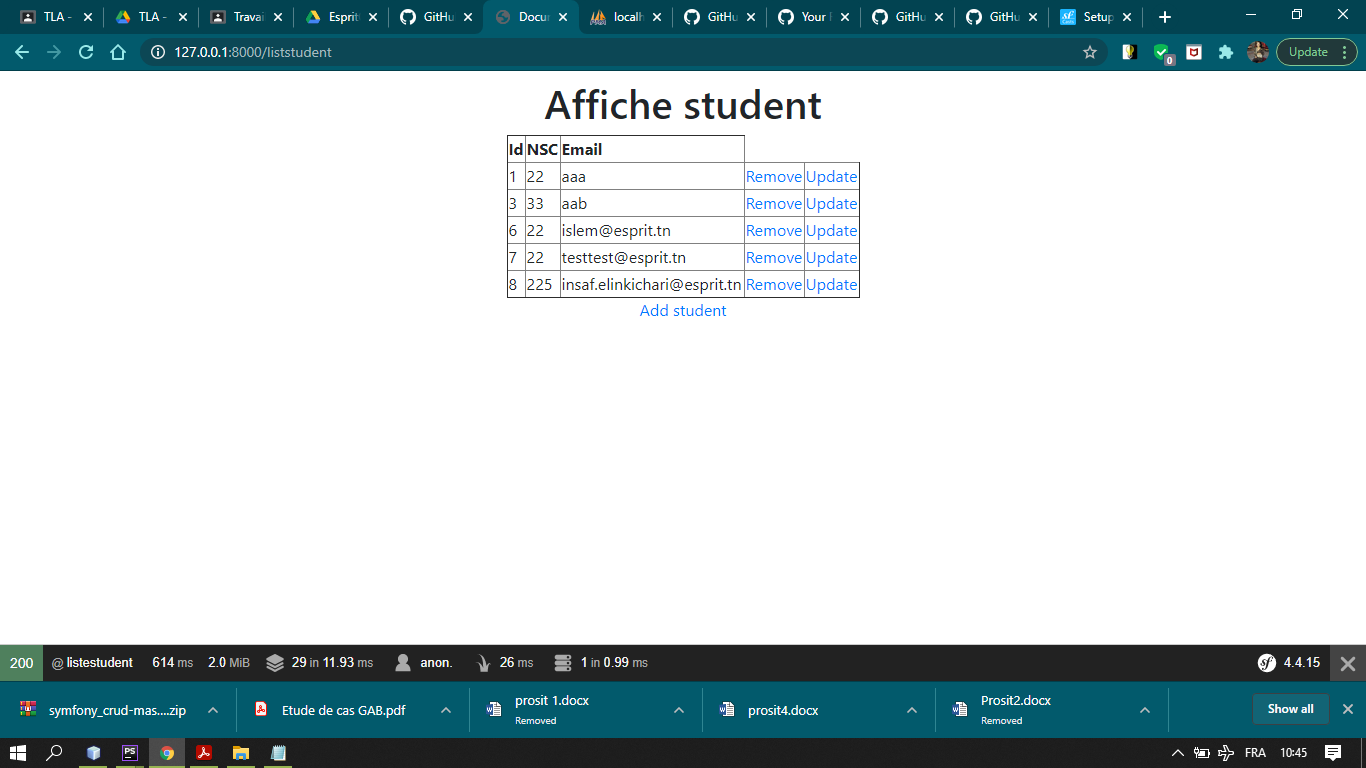 TLA -
TLA -
Travai
Esprit
GitHu
Docur
localh
GitHu
Your
GitHu
GitHu
Setup
127.0.0.1:8000/liststudent
0
Update
Affiche student
Id NSC Email
1 22 aaa Remove Update
3 33 aab Remove Update
6 22 islem@esprit.tn Remove Update
7 22 testtest@esprit.tn Remove Update
8 225 insaf.elinkichari@esprit.tn Remove Update
Add student
200 @ listestudent 614 ms 2.0 MiB 29 in 11.93 ms anon. 26 ms 1 in 0.99 ms sf 4.4.15
symfony_crud-mas....zip
Etude de cas GAB.pdf
prosit 1.docx
Removed
prosit4.docx
Prosit2.docx
Removed
Show all
PS
FRA 10:45